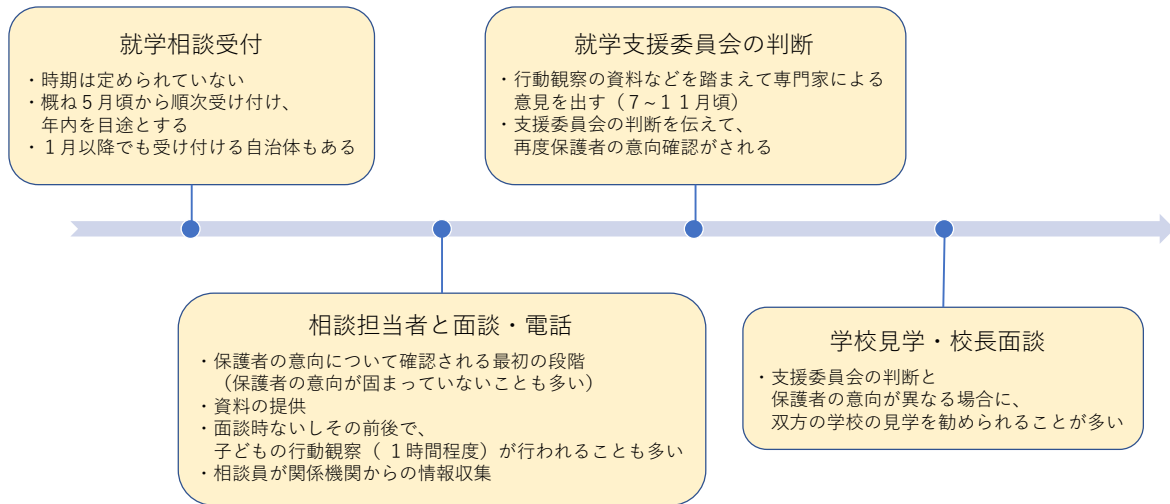 就学相談受付
・時期は定められていない
・概ね５月頃から順次受け付け、
年内を目途とする
・１月以降でも受け付ける自治体もある
相談担当者と面談・電話
・保護者の意向について確認される最初の段階
（保護者の意向が固まっていないことも多い）
・資料の提供
・面談時ないしその前後で、
子どもの行動観察（ １時間程度）が行われることも多い
・相談員が関係機関からの情報収集
就学支援委員会の判断
・行動観察の資料などを踏まえて専門家による
意見を出す（７~１１月頃）
・支援委員会の判断を伝えて、
再度保護者の意向確認がされる
学校見学・校長面談
・支援委員会の判断と
保護者の意向が異なる場合に、
双方の学校の見学を勧められることが多い